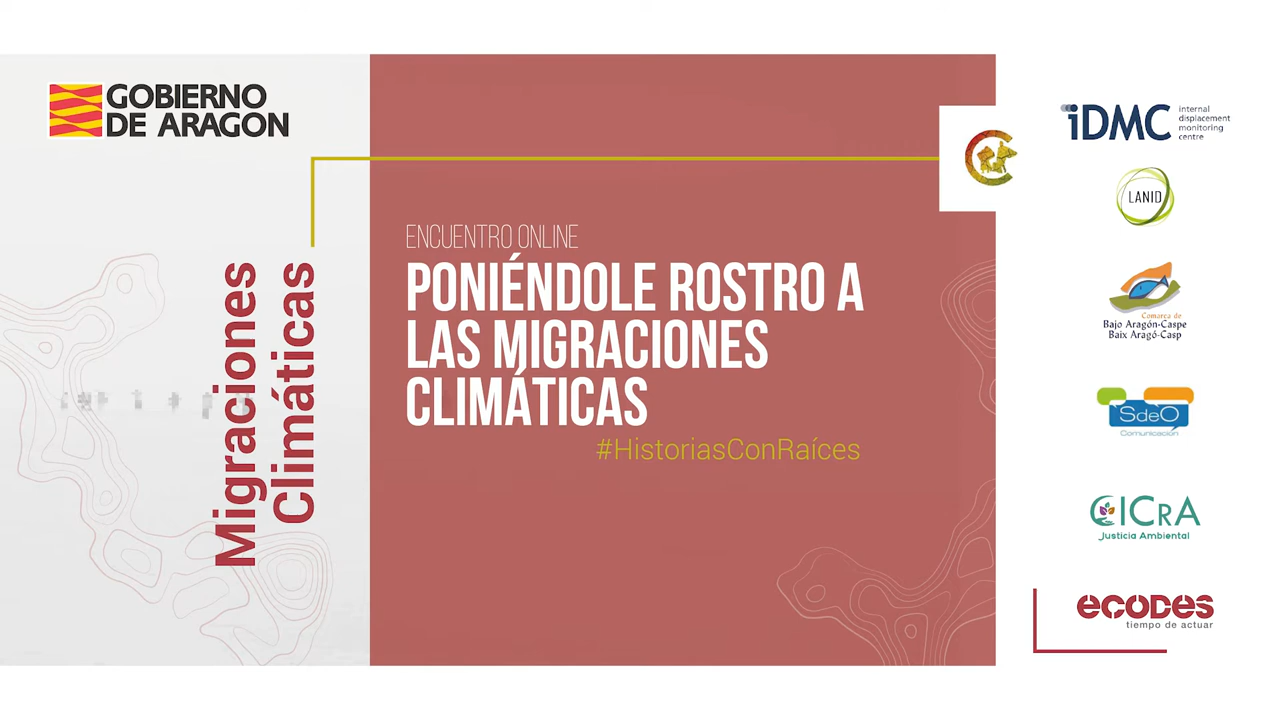 GOBIERNO
DE ARAGON
Migraciones
Climáticas
ENCUENTRO ONLINE
PONIÉNDOLE ROSTRO A
LAS MIGRACIONES
CLIMÁTICAS
#HistoriasConRaíces
iDMC
internal
displacement
monitoring
centre
LANID
Comarca de
Bajo Aragón-Caspe
Baix Aragó-Casp
SdeO
Comunicación
CICrA
Justicia Ambiental
ecodes
tiempo de actuar